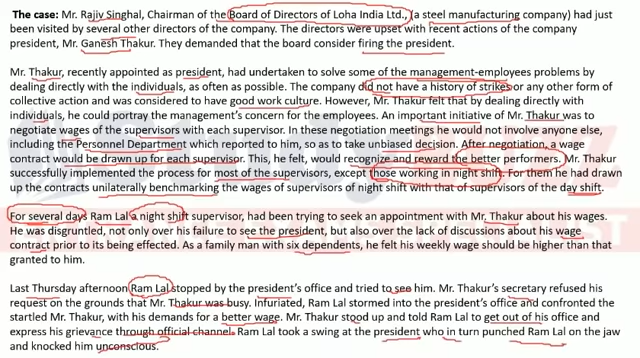 The case: Mr. Rajiv Singhal, Chairman of the Board of Directors of Loha India Ltd., (a steel manufacturing company) had just
been visited by several other directors of the company. The directors were upset with recent actions of the company
president, Mr. Ganesh Thakur. They demanded that the board consider firing the president.
Mr. Thakur, recently appointed as president, had undertaken to solve some of the management-employees problems by
dealing directly with the individuals, as often as possible. The company did not have a history of strikes or any other form of
collective action and was considered to have good work culture. However, Mr. Thakur felt that by dealing directly with
individuals, he could portray the management's concern for the employees. An important initiative of Mr. Thakur was to
negotiate wages of the supervisors with each supervisor. In these negotiation meetings he would not involve anyone else,
including the Personnel Department which reported to him, so as to take unbiased decision. After negotiation, a wage
contract would be drawn up for each supervisor. This, he felt, would recognize and reward the better performers. Mr. Thakur
successfully implemented the process for most of the supervisors, except those working in night shift. For them he had drawn
up the contracts unilaterally benchmarking the wages of supervisors of night shift with that of supervisors of the day shift.
For several days Ram Lal a night shift supervisor, had been trying to seek an appointment with Mr. Thakur about his wages.
He was disgruntled, not only over his failure to see the president, but also over the lack of discussions about his wage
contract prior to its being effected. As a family man with six dependents, he felt his weekly wage should be higher than that
granted to him.
Last Thursday afternoon Ram Lal stopped by the president's office and tried to see him. Mr. Thakur's secretary refused his
request on the grounds that Mr. Thakur was busy. Infuriated, Ram Lal stormed into the president's office and confronted the
startled Mr. Thakur, with his demands for a better wage. Mr. Thakur stood up and told Ram Lal to get out of his office and
express his grievance through official channel. Ram Lal took a swing at the president who in turn punched Ram Lal on the jaw
and knocked him unconscious.